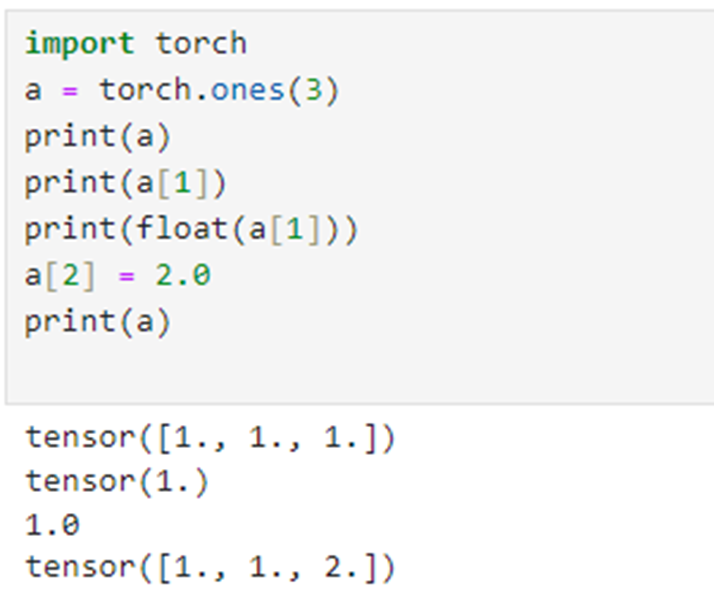 import torch
a = torch.ones(3)
print(a)
print(a[1])
print(float(a[1]))
a[2] = 2.0
print(a)
tensor([1., 1., 1.])
tensor(1.)
1.0
tensor([1., 1., 2.])